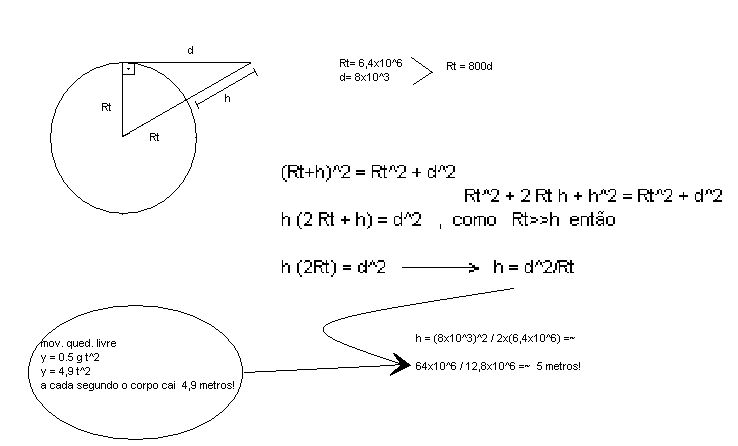 d
Rt= 6,4x10^6
d= 8x10^3
Rt = 800d
h
Rt
Rt
(Rt+h)^2 = Rt^2 + d^2
Rt^2 + 2 Rt h + h^2 = Rt^2 + d^2
h (2 Rt + h) = d^2 , como Rt>>h então
h (2Rt) = d^2
h = d^2/Rt
mov. qued. livre
y = 0.5 g t^2
y = 4,9 t^2
a cada segundo o corpo cai 4,9 metros!
h = (8x10^3)^2 / 2x(6,4x10^6) =~
64x10^6 / 12,8x10^6 =~ 5 metros!